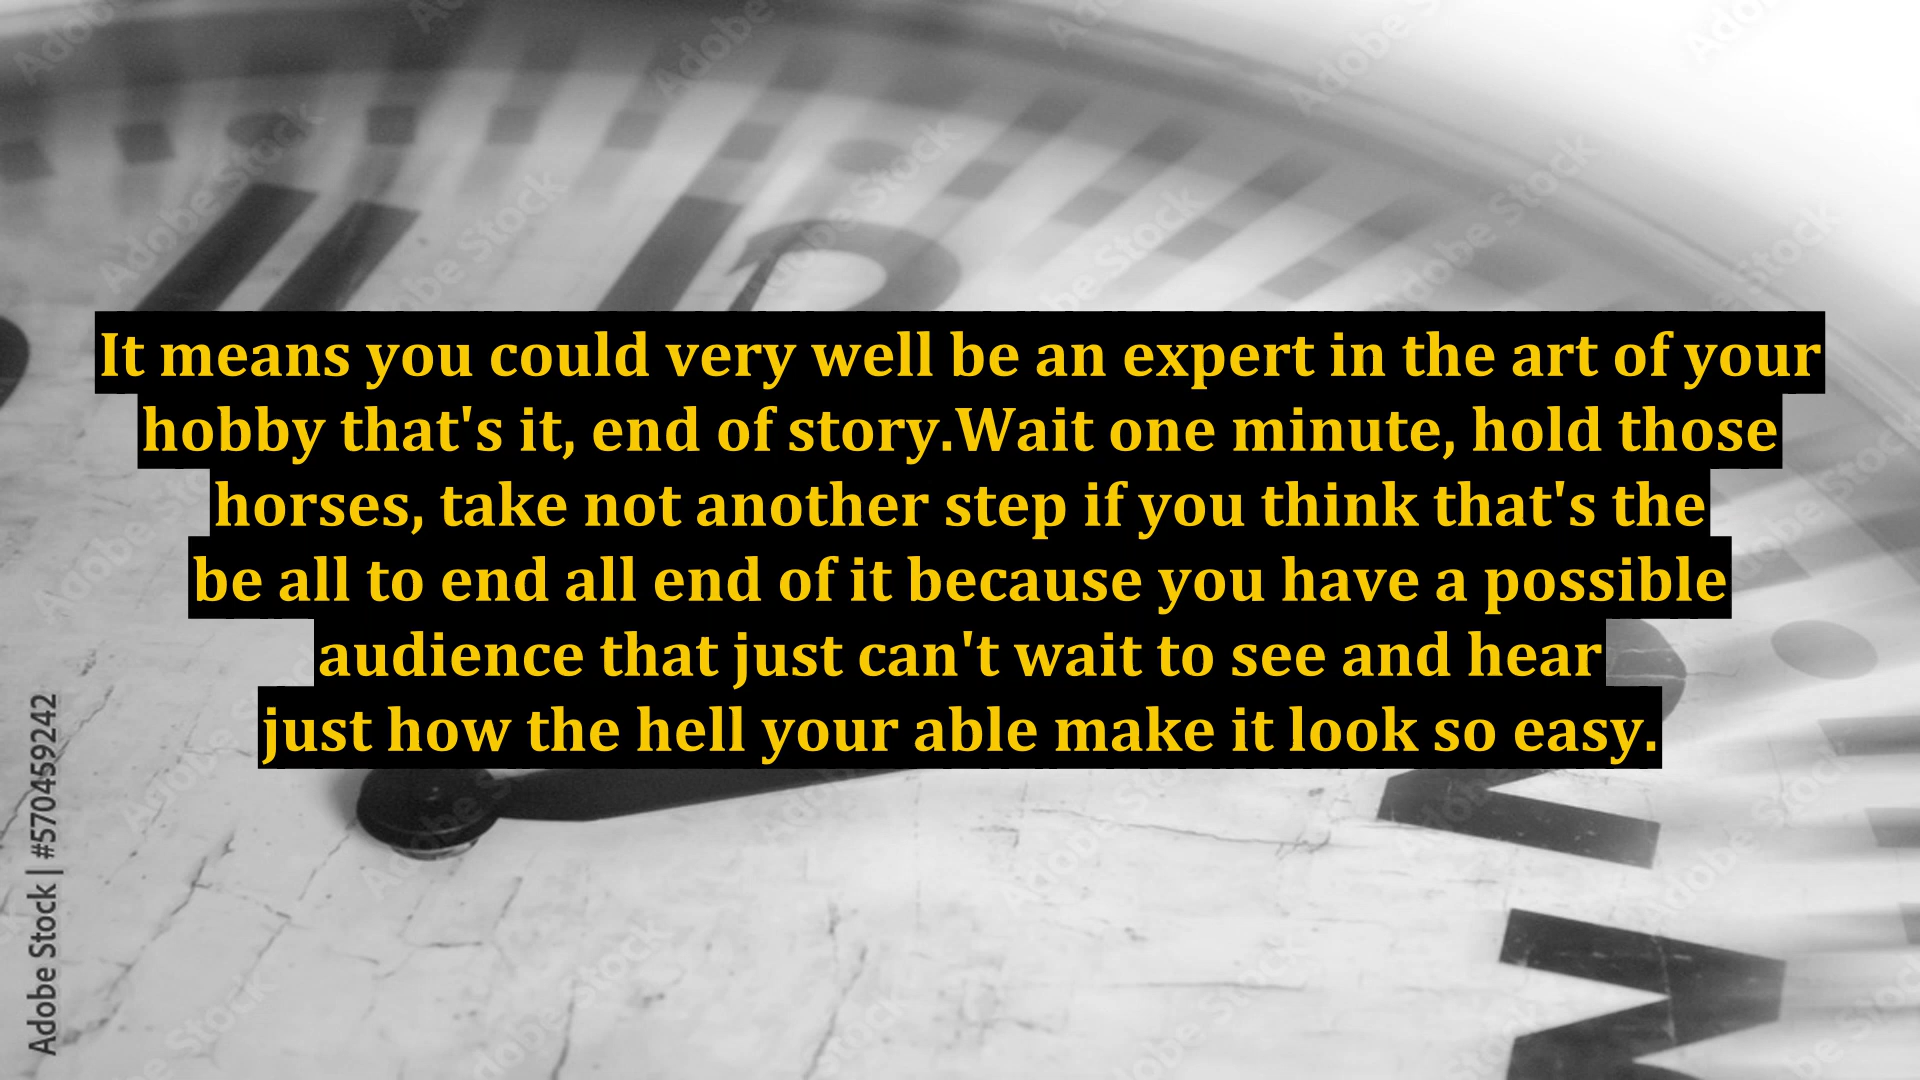 It means you could very well be an expert in the art of your
hobby that's it, end of story.Wait one minute, hold those
horses, take not another step if you think that's the
be all to end all end of it because you have a possible
audience that just can't wait to see and hear
just how the hell your able make it look so easy.
Adobe Stock | #570459242